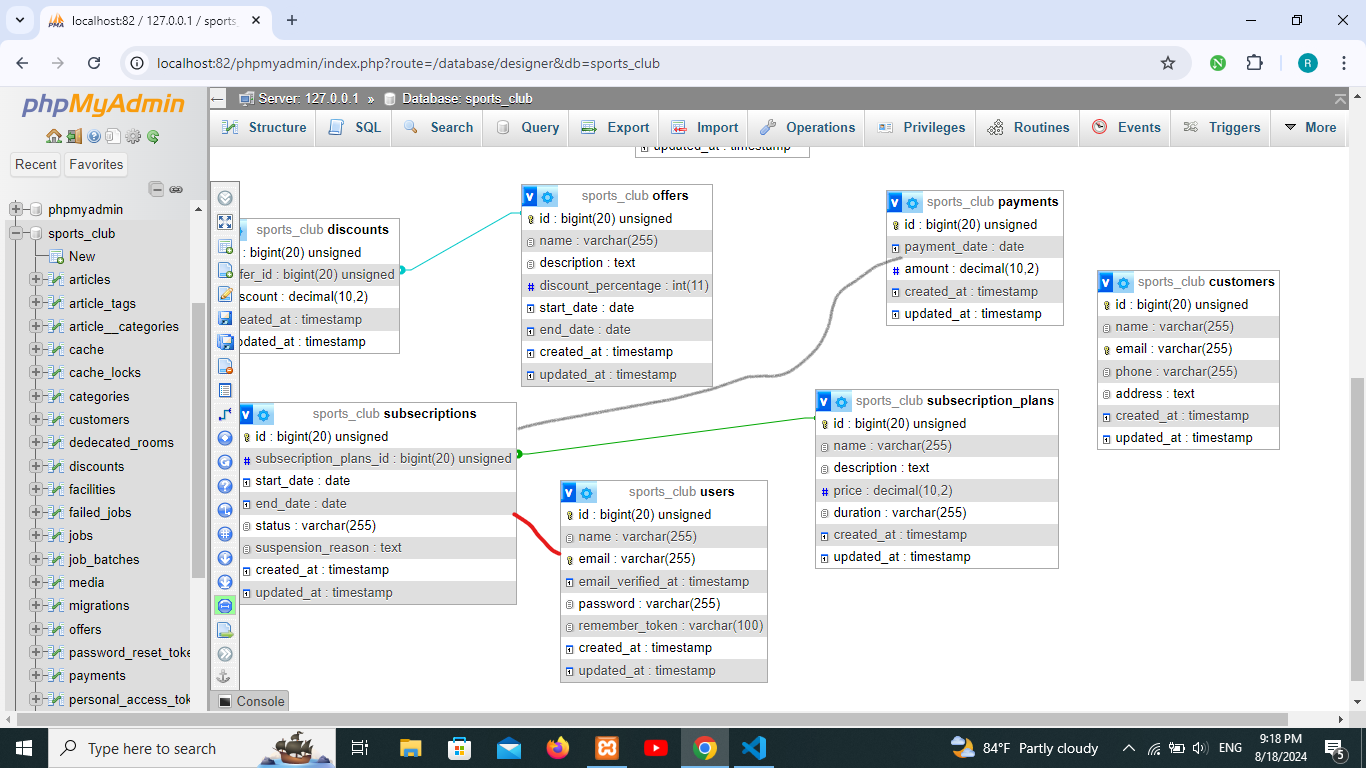 localhost:82 / 127.0.0.1 / sports_
localhost:82/phpmyadmin/index.php?route=/database/designer&db=sports_club
R
phpMyAdmin
Recent
Favorites
phpmyadmin
sports_club
New
articles
article_tags
article__categories
cache
cache_locks
categories
customers
dedecated_rooms
discounts
facilities
failed_jobs
jobs
job_batches
media
migrations
offers
password_reset_toke
payments
personal_access_tok
Server: 127.0.0.1 » Database: sports_club
Structure
SQL
Search
Query
Export
Import
Operations
Privileges
Routines
Events
Triggers
More
updated_at : timestamp
sports_club discounts
: bigint(20) unsigned
fer_id : bigint(20) unsigned
scount : decimal(10,2)
eated_at : timestamp
pdated_at : timestamp
sports_club offers
id : bigint(20) unsigned
name : varchar(255)
description : text
discount_percentage : int(11)
start_date : date
end_date : date
created_at : timestamp
updated_at : timestamp
sports_club payments
id : bigint(20) unsigned
payment_date : date
amount : decimal(10,2)
created_at : timestamp
updated_at : timestamp
sports_club customers
id : bigint(20) unsigned
name : varchar(255)
email : varchar(255)
phone : varchar(255)
address : text
created_at : timestamp
updated_at : timestamp
sports_club subsecriptions
id : bigint(20) unsigned
subsecription_plans_id : bigint(20) unsigned
start_date : date
end_date : date
status : varchar(255)
suspension_reason : text
created_at : timestamp
updated_at : timestamp
sports_club users
id : bigint(20) unsigned
name : varchar(255)
email : varchar(255)
email_verified_at : timestamp
password : varchar(255)
remember_token : varchar(100)
created_at : timestamp
updated_at : timestamp
sports_club subsecription_plans
id : bigint(20) unsigned
name : varchar(255)
description : text
price : decimal(10,2)
duration : varchar(255)
created_at : timestamp
updated_at : timestamp
Console
Type here to search
84°F Partly cloudy
ENG
9:18 PM
8/18/2024
5